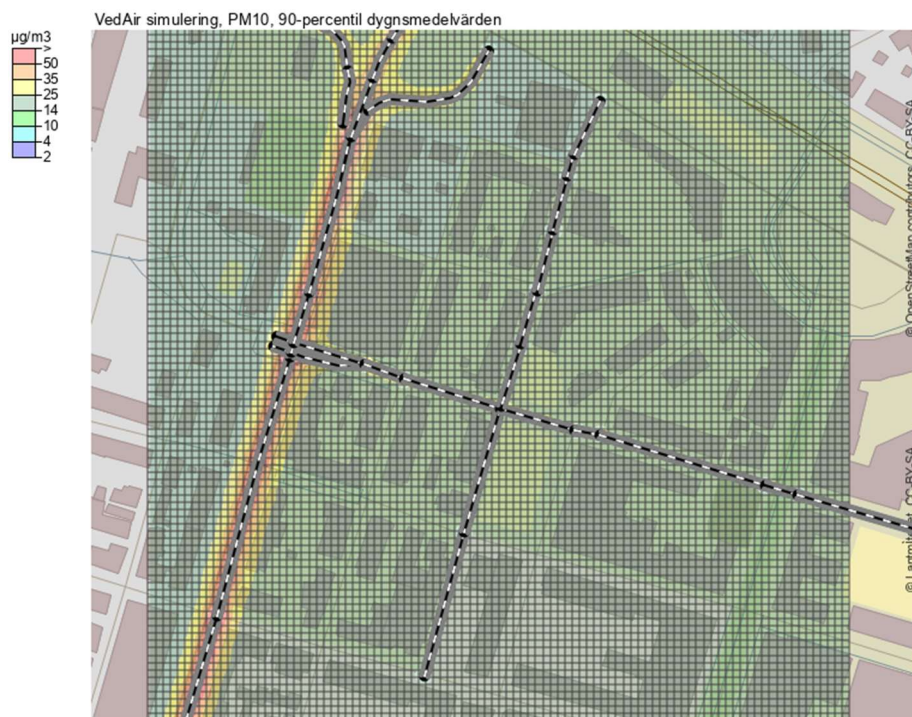 VedAir simulering, PM10, 90-percentil dygnsmedelvärden
µg/m3
>
50
35
25
14
10
4
2
© OpenStreetMap contributors, CC-BY-SA
© Lantmäteriet, CC-BY-SA